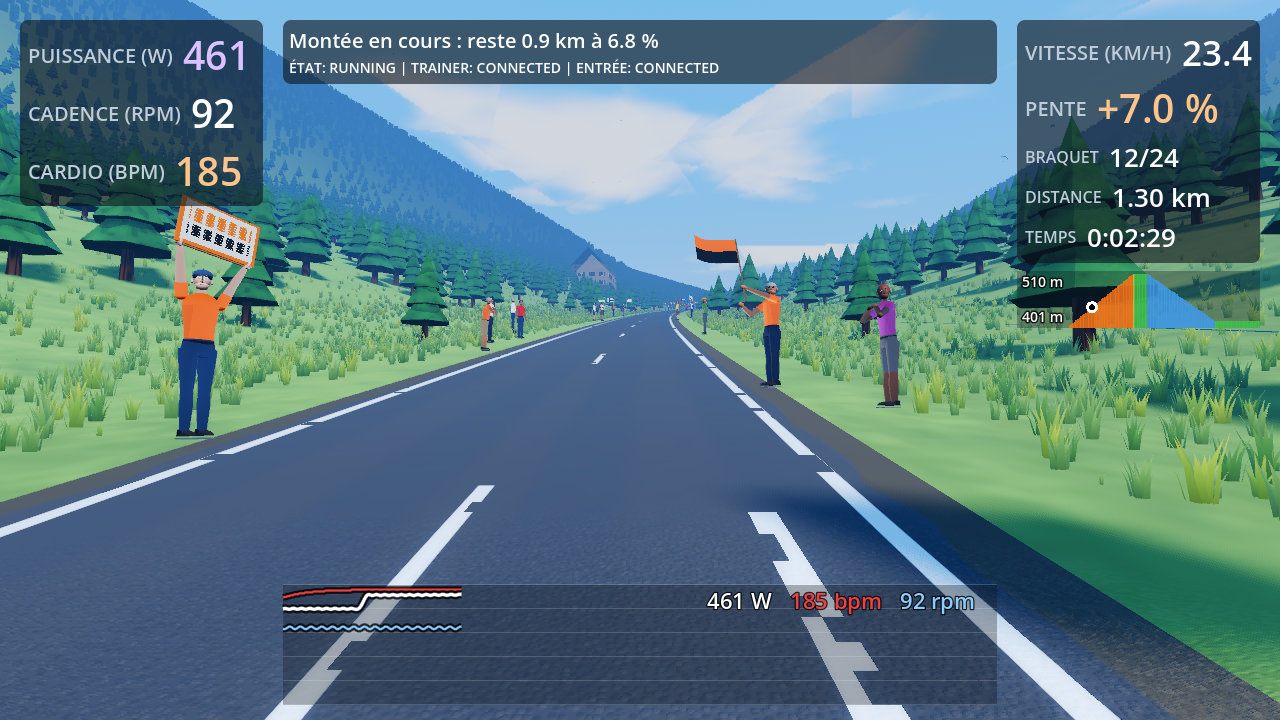 PUISSANCE (W) 461
CADENCE (RPM) 92
CARDIO (BPM) 185
Montée en cours : reste 0.9 km à 6.8 %
ÉTAT: RUNNING | TRAINER: CONNECTED | ENTRÉE: CONNECTED
VITESSE (KM/H) 23.4
PENTE +7.0 %
BRAQUET 12/24
DISTANCE 1.30 km
TEMPS 0:02:29
510 m
401 m
461 W 185 bpm 92 rpm